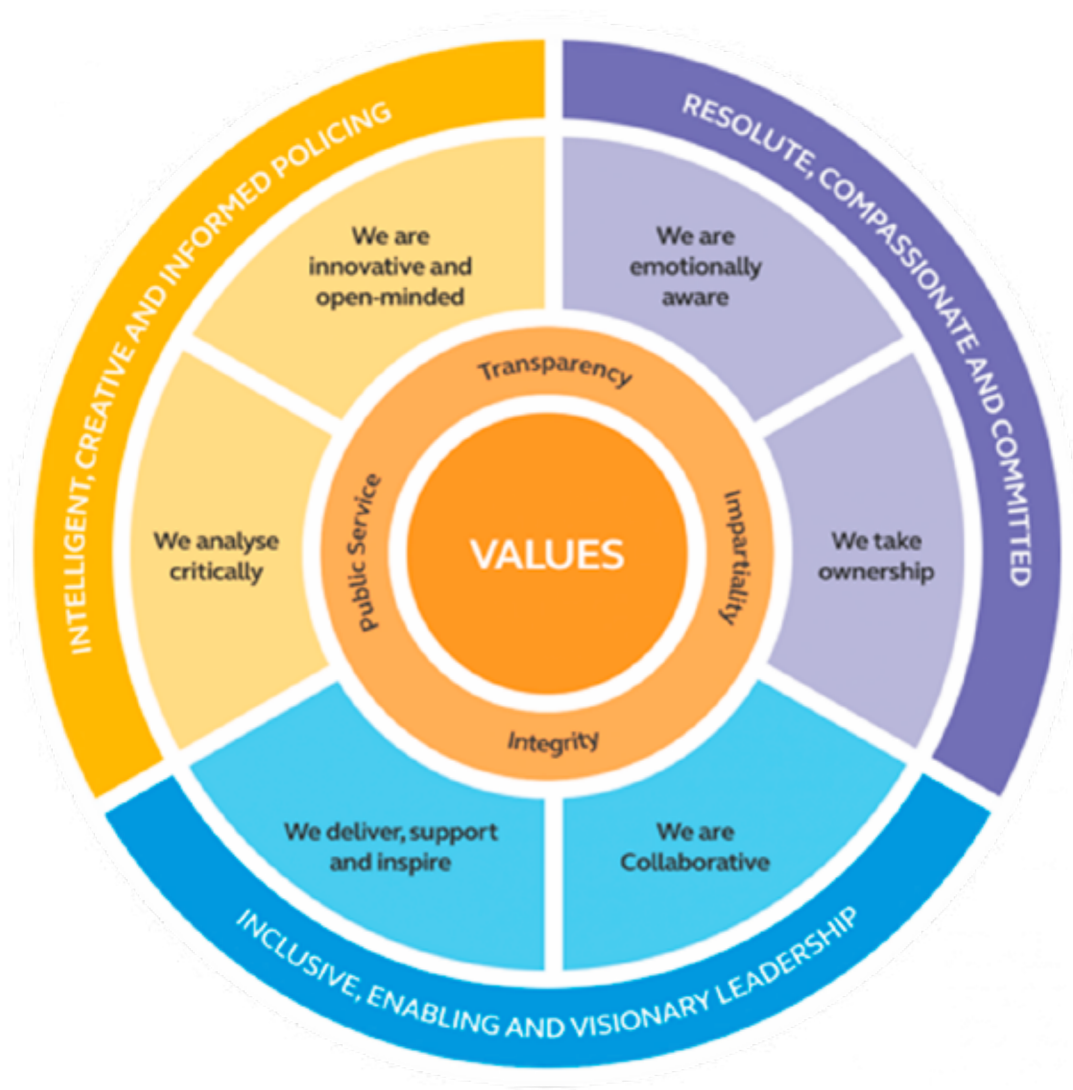 INTELLIGENT, CREATIVE AND INFORMED POLICING
RESOLUTE, COMPASSIONATE AND COMMITTED
We are
innovative and
open-minded
We are
emotionally
aware
Transparency
We analyse
critically
Public Service
VALUES
Impartiality
We take
ownership
Integrity
We deliver, support
and inspire
We are
Collaborative
INCLUSIVE, ENABLING AND VISIONARY LEADERSHIP